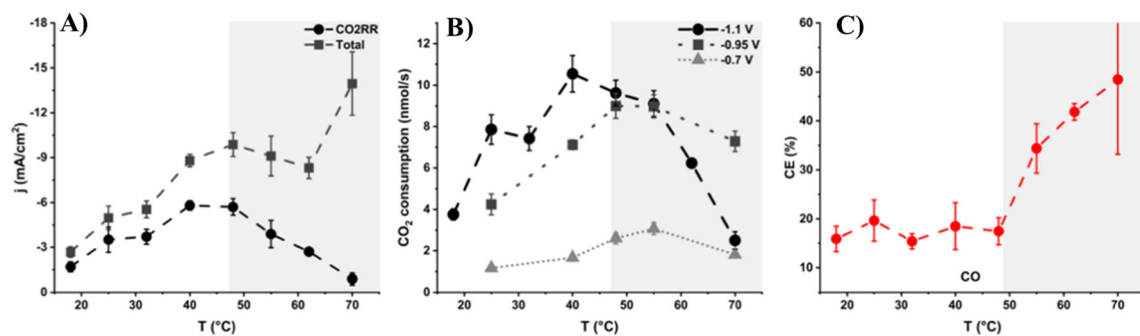 A)
CO2RR
Total
-18
-15
-12
-9
-6
-3
0
j (mA/cm²)
20 30 40 50 60 70
T (°C)
B)
-1.1 V
-0.95 V
-0.7 V
12
10
8
6
4
2
0
CO₂ consumption (nmol/s)
20 30 40 50 60 70
T (°C)
C)
60
50
40
30
20
10
CE (%)
CO
20 30 40 50 60 70
T (°C)